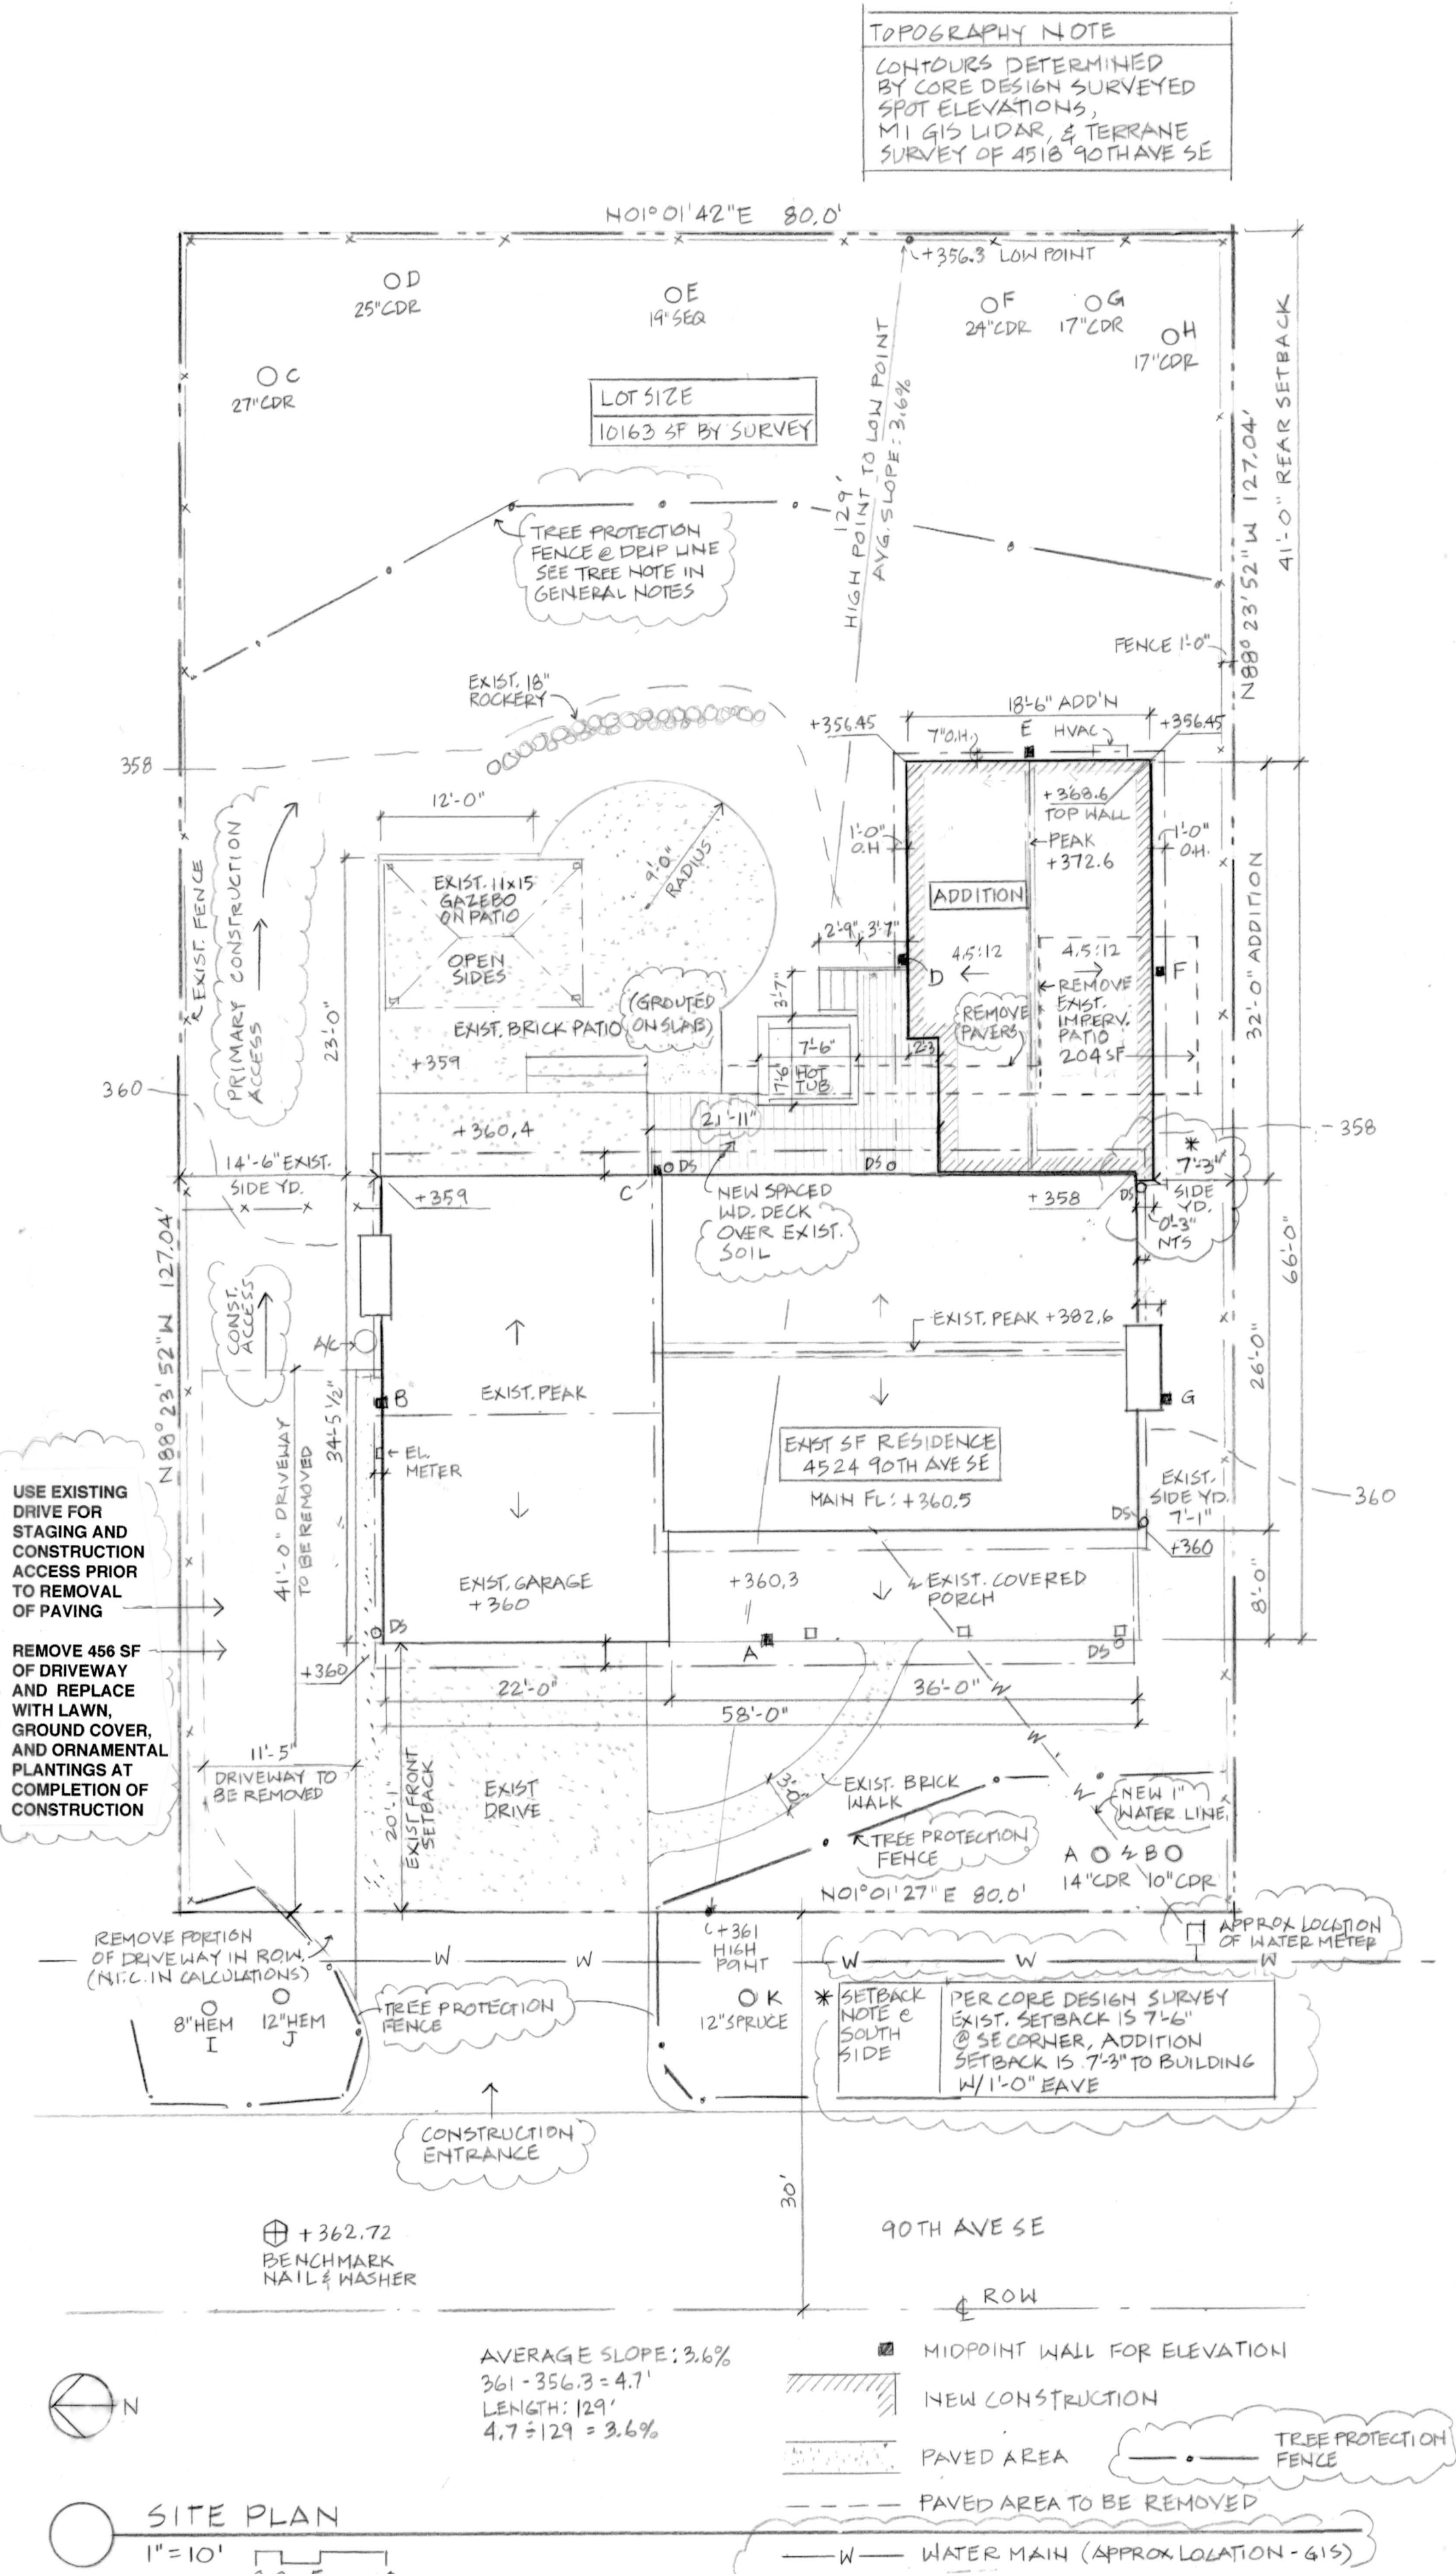 TOPOGRAPHY NOTE
CONTOURS DETERMINED
BY CORE DESIGN SURVEYED
SPOT ELEVATIONS,
MI GIS LIDAR, & TERRANE
SURVEY OF 4518 90TH AVE SE
N01°01'42"E 80.0'
+356.3 LOW POINT
D
25"CDR
E
19"SEQ
F
24"CDR
G
17"CDR
H
17"CDR
C
27"CDR
LOT SIZE
10163 SF BY SURVEY
129'
HIGH POINT TO LOW POINT
AVG. SLOPE: 3.6%
N88°23'52"W 127.04'
41'-0" REAR SETBACK
TREE PROTECTION
FENCE @ DRIP LINE
SEE TREE NOTE IN
GENERAL NOTES
FENCE 1'-0"
EXIST. 18"
ROCKERY
18'-6" ADD'N
+356.45
7"O.H.
E
HVAC
+356.45
358
12'-0"
+368.6
TOP WALL
PEAK
+372.6
1'-0"
O.H
1'-0"
O.H.
9'-0"
RADIUS
EXIST. FENCE
PRIMARY CONSTRUCTION
ACCESS
EXIST. 11x15
GAZEBO
ON PATIO
OPEN
SIDES
ADDITION
32'-0" ADDITION
2'-9"
3'-7"
4.5:12
4.5:12
D
F
3'-7"
REMOVE
EXIST.
IMPERV.
PATIO
204 SF
REMOVE
PAVERS
(GROUTED
ON SLAB)
EXIST. BRICK PATIO
23'-0"
+359
7'-6"
HOT
TUB
7'-6"
2'-3
360
21'-11"
+360.4
358
*
7'-3"
SIDE
YD.
0'-3"
NTS
14'-6" EXIST.
SIDE YD.
+359
C
DS
DS
NEW SPACED
WD. DECK
OVER EXIST.
SOIL
+358
DS
66'-0"
N88°23'52"W 127.04'
CONST.
ACCESS
A/C
EXIST. PEAK +382.6
26'-0"
B
EXIST. PEAK
G
34'-5 1/2"
EL.
METER
41'-0" DRIVEWAY
TO BE REMOVED
EXIST SF RESIDENCE
4524 90TH AVE SE
MAIN FL: +360.5
EXIST.
SIDE YD.
7'-1"
360
DS
+360
USE EXISTING
DRIVE FOR
STAGING AND
CONSTRUCTION
ACCESS PRIOR
TO REMOVAL
OF PAVING
REMOVE 456 SF
OF DRIVEWAY
AND REPLACE
WITH LAWN,
GROUND COVER,
AND ORNAMENTAL
PLANTINGS AT
COMPLETION OF
CONSTRUCTION
EXIST. GARAGE
+360
+360.3
EXIST. COVERED
PORCH
8'-0"
DS
A
DS
+360
22'-0"
36'-0"
W
58'-0"
W
11'-5"
DRIVEWAY TO
BE REMOVED
20'-1"
EXIST FRONT
SETBACK
EXIST
DRIVE
3'-0"
EXIST. BRICK
WALK
W
NEW 1"
WATER LINE
TREE PROTECTION
FENCE
A
B
14"CDR
10"CDR
N01°01'27"E 80.0'
REMOVE PORTION
OF DRIVEWAY IN R.O.W.
(N.I.C. IN CALCULATIONS)
W
W
+361
HIGH
POINT
W
W
W
APPROX LOCATION
OF WATER METER
8"HEM
I
12"HEM
J
TREE PROTECTION
FENCE
K
12"SPRUCE
* SETBACK
NOTE @
SOUTH
SIDE
PER CORE DESIGN SURVEY
EXIST. SETBACK IS 7'-6"
@ SE CORNER, ADDITION
SETBACK IS 7'-3" TO BUILDING
W/ 1'-0" EAVE
CONSTRUCTION
ENTRANCE
30'
+362.72
BENCHMARK
NAIL & WASHER
90TH AVE SE
℄ ROW
AVERAGE SLOPE: 3.6%
361 - 356.3 = 4.7'
LENGTH: 129'
4.7 ÷ 129 = 3.6%
MIDPOINT WALL FOR ELEVATION
NEW CONSTRUCTION
PAVED AREA
TREE PROTECTION
FENCE
PAVED AREA TO BE REMOVED
W
WATER MAIN (APPROX LOCATION - GIS)
N
SITE PLAN
1"=10'